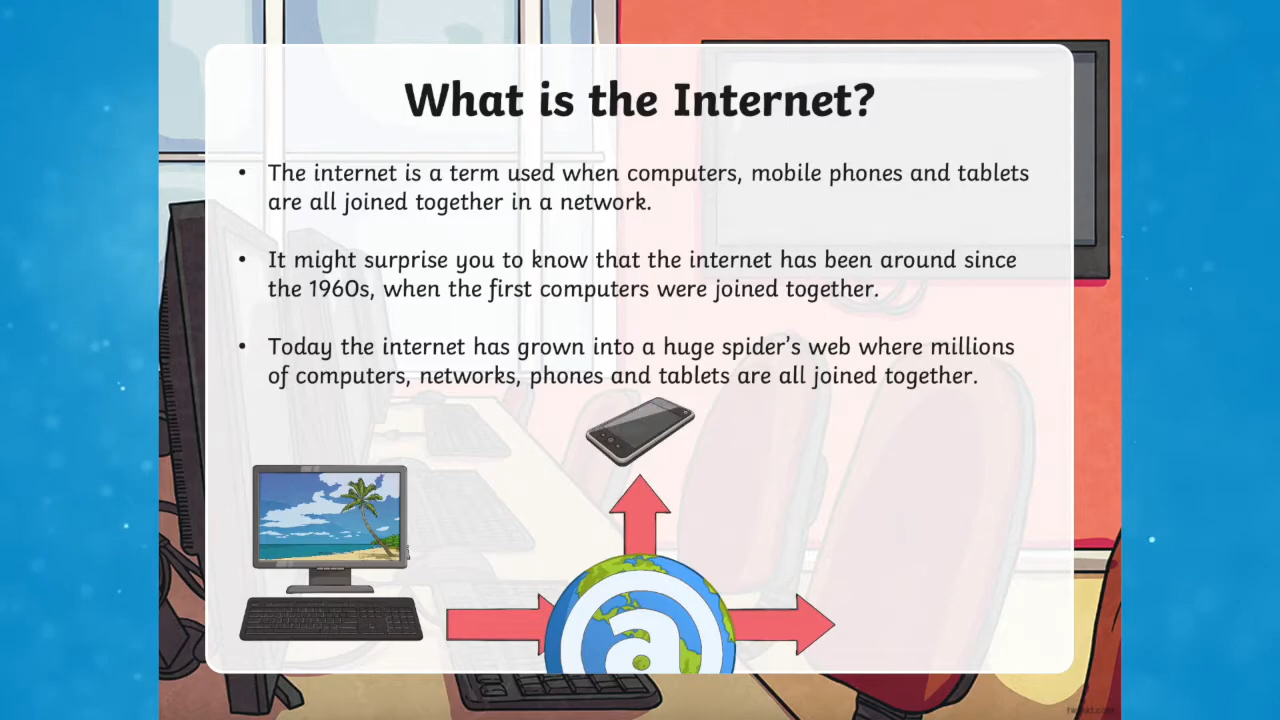 What is the Internet?
• The internet is a term used when computers, mobile phones and tablets
are all joined together in a network.
• It might surprise you to know that the internet has been around since
the 1960s, when the first computers were joined together.
• Today the internet has grown into a huge spider's web where millions
of computers, networks, phones and tablets are all joined together.
a